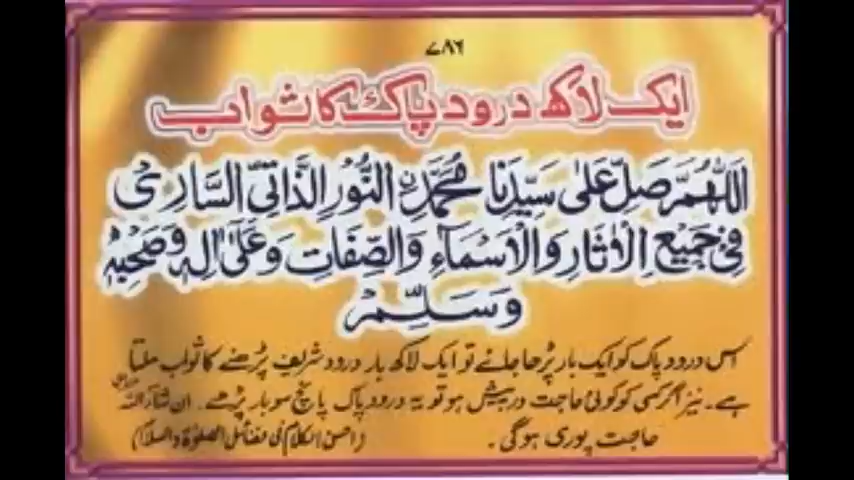 ۷۸۶
ایک لاکھ درود پاک کا ثواب
اَللّٰهُمَّ صَلِّ عَلٰی سَیِّدِنَا مُحَمَّدِنِ النُّوْرِ الذَّاتِیِّ السَّارِیْ
فِیْ جَمِیْعِ الْاٰثَارِ وَالْاَسْمَآءِ وَالصِّفَاتِ وَعَلٰی اٰلِهٖ وَصَحْبِهٖ
وَسَلِّمْ
اس درود پاک کو ایک بار پڑھا جائے تو ایک لاکھ بار درود شریف پڑھنے کا ثواب ملتا
ہے۔ نیز اگر کسی کو کوئی حاجت درپیش ہو تو یہ درود پاک پانچ سو بار پڑھے۔ ان شآء اللہ
حاجت پوری ہوگی۔ (احسن الکلام فی فضائل الصلوٰۃ والسلام)